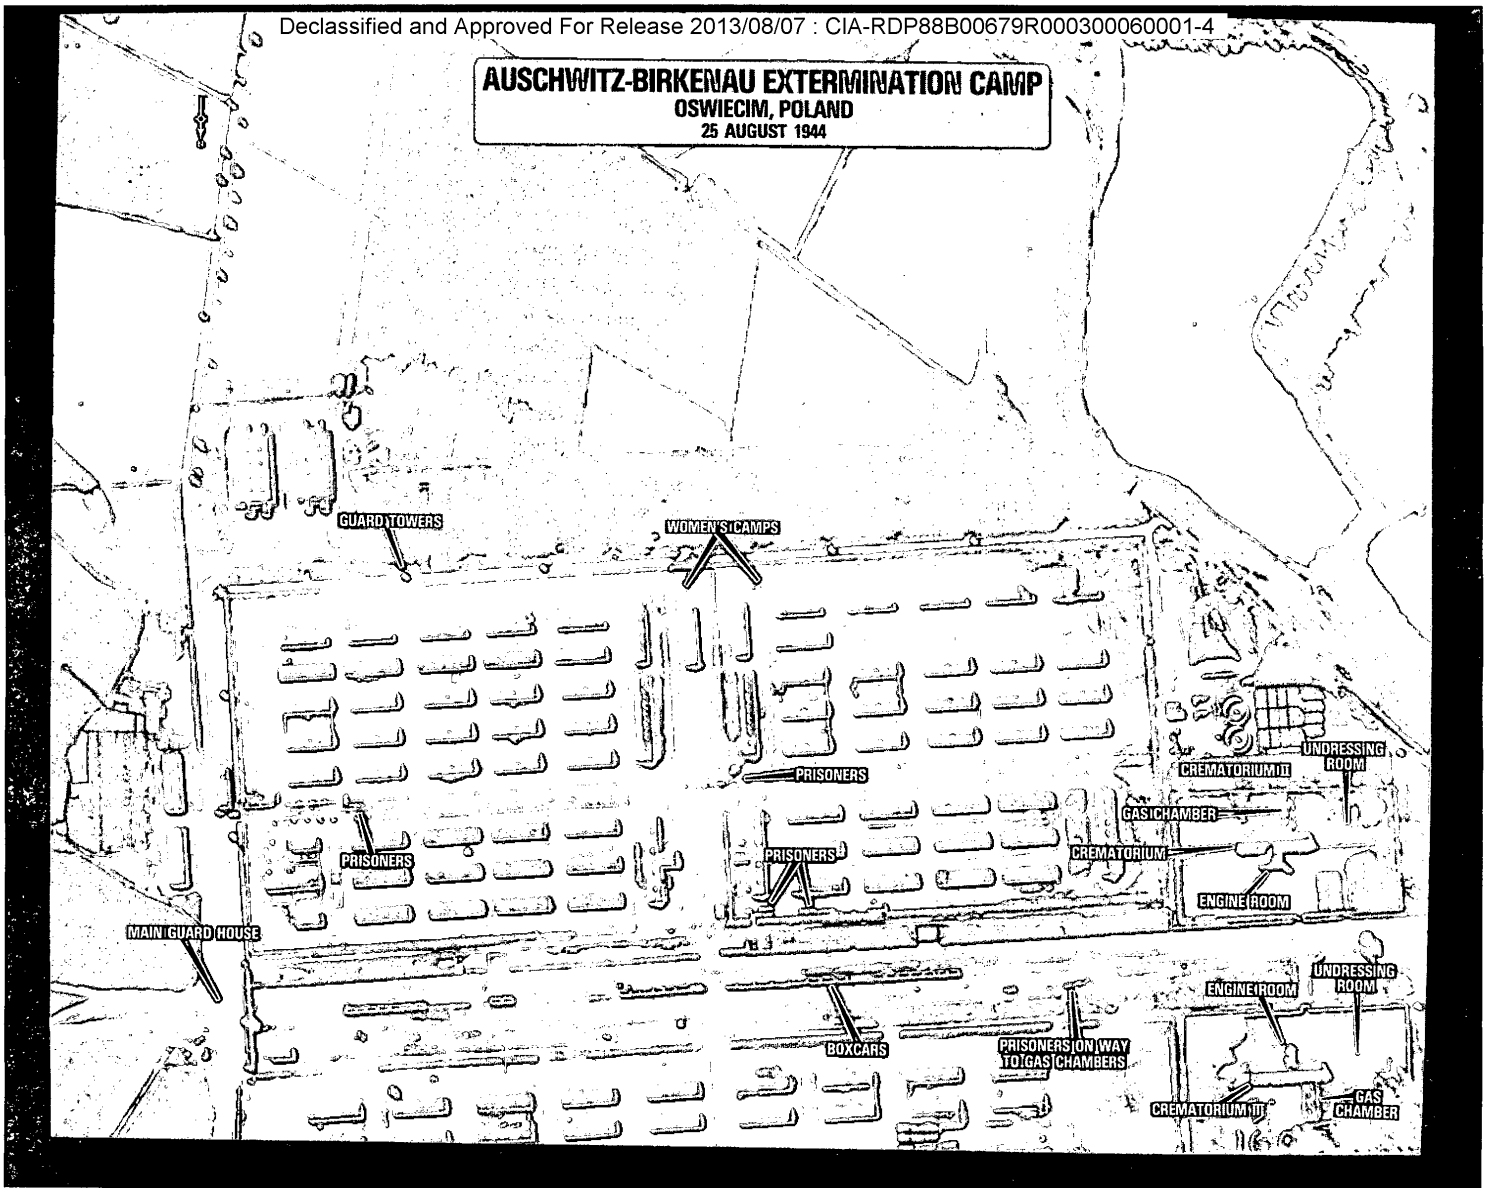 Declassified and Approved For Release 2013/08/07 : CIA-RDP88B00679R000300060001-4
AUSCHWITZ-BIRKENAU EXTERMINATION CAMP
OSWIECIM, POLAND
25 AUGUST 1944
GUARD TOWERS
WOMEN'S CAMPS
UNDRESSING
ROOM
CREMATORIUM II
PRISONERS
GAS CHAMBER
CREMATORIUM
PRISONERS
PRISONERS
ENGINE ROOM
MAIN GUARD HOUSE
UNDRESSING
ROOM
ENGINE ROOM
BOXCARS
PRISONERS ON WAY
TO GAS CHAMBERS
CREMATORIUM III
GAS
CHAMBER